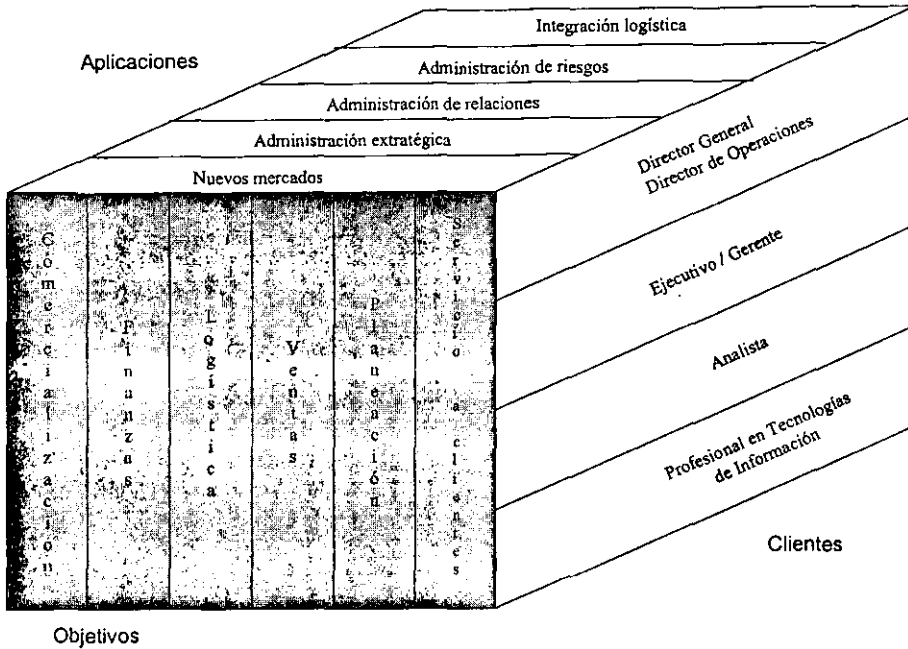 Aplicaciones
Integración logística
Administración de riesgos
Administración de relaciones
Administración extratégica
Nuevos mercados
Director General
Director de Operaciones
Ejecutivo / Gerente
Analista
Profesional en Tecnologías
de Información
Clientes
Comercialización
Finanzas
Logística
Ventas
Planeación
Servicio a clientes
Objetivos